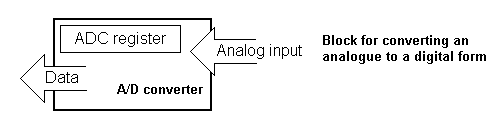 ADC register
Analog input
Data
A/D converter
Block for converting an
analogue to a digital form